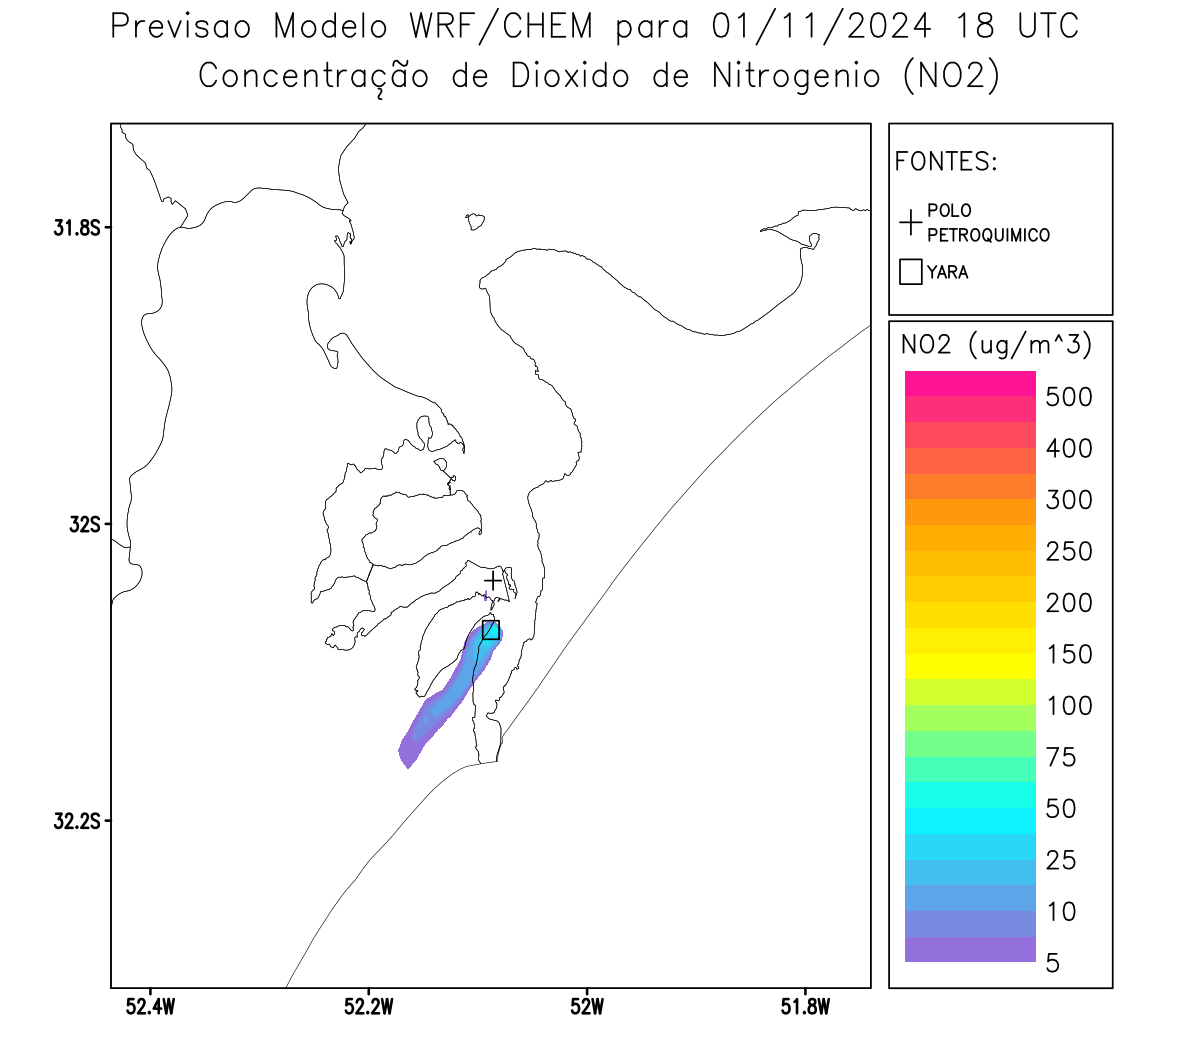 Previsao Modelo WRF/CHEM para 01/11/2024 18 UTC
Concentração de Dioxido de Nitrogenio (NO2)
FONTES:
POLO
PETROQUIMICO
YARA
NO2 (ug/m^3)
500
400
300
250
200
150
100
75
50
25
10
5
31.8S
32S
32.2S
52.4W
52.2W
52W
51.8W